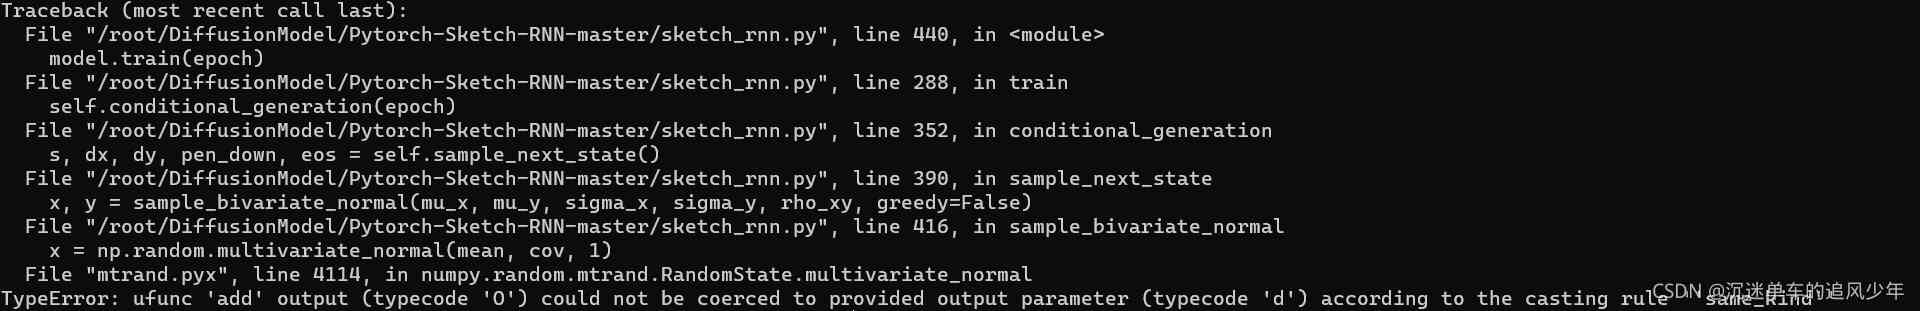 Traceback (most recent call last):
  File "/root/DiffusionModel/Pytorch-Sketch-RNN-master/sketch_rnn.py", line 440, in <module>
    model.train(epoch)
  File "/root/DiffusionModel/Pytorch-Sketch-RNN-master/sketch_rnn.py", line 288, in train
    self.conditional_generation(epoch)
  File "/root/DiffusionModel/Pytorch-Sketch-RNN-master/sketch_rnn.py", line 352, in conditional_generation
    s, dx, dy, pen_down, eos = self.sample_next_state()
  File "/root/DiffusionModel/Pytorch-Sketch-RNN-master/sketch_rnn.py", line 390, in sample_next_state
    x, y = sample_bivariate_normal(mu_x, mu_y, sigma_x, sigma_y, rho_xy, greedy=False)
  File "/root/DiffusionModel/Pytorch-Sketch-RNN-master/sketch_rnn.py", line 416, in sample_bivariate_normal
    x = np.random.multivariate_normal(mean, cov, 1)
  File "mtrand.pyx", line 4114, in numpy.random.mtrand.RandomState.multivariate_normal
TypeError: ufunc 'add' output (typecode 'O') could not be coerced to provided output parameter (typecode 'd') according to the casting rule 'same_kind'
CSDN @沉迷单车的追风少年